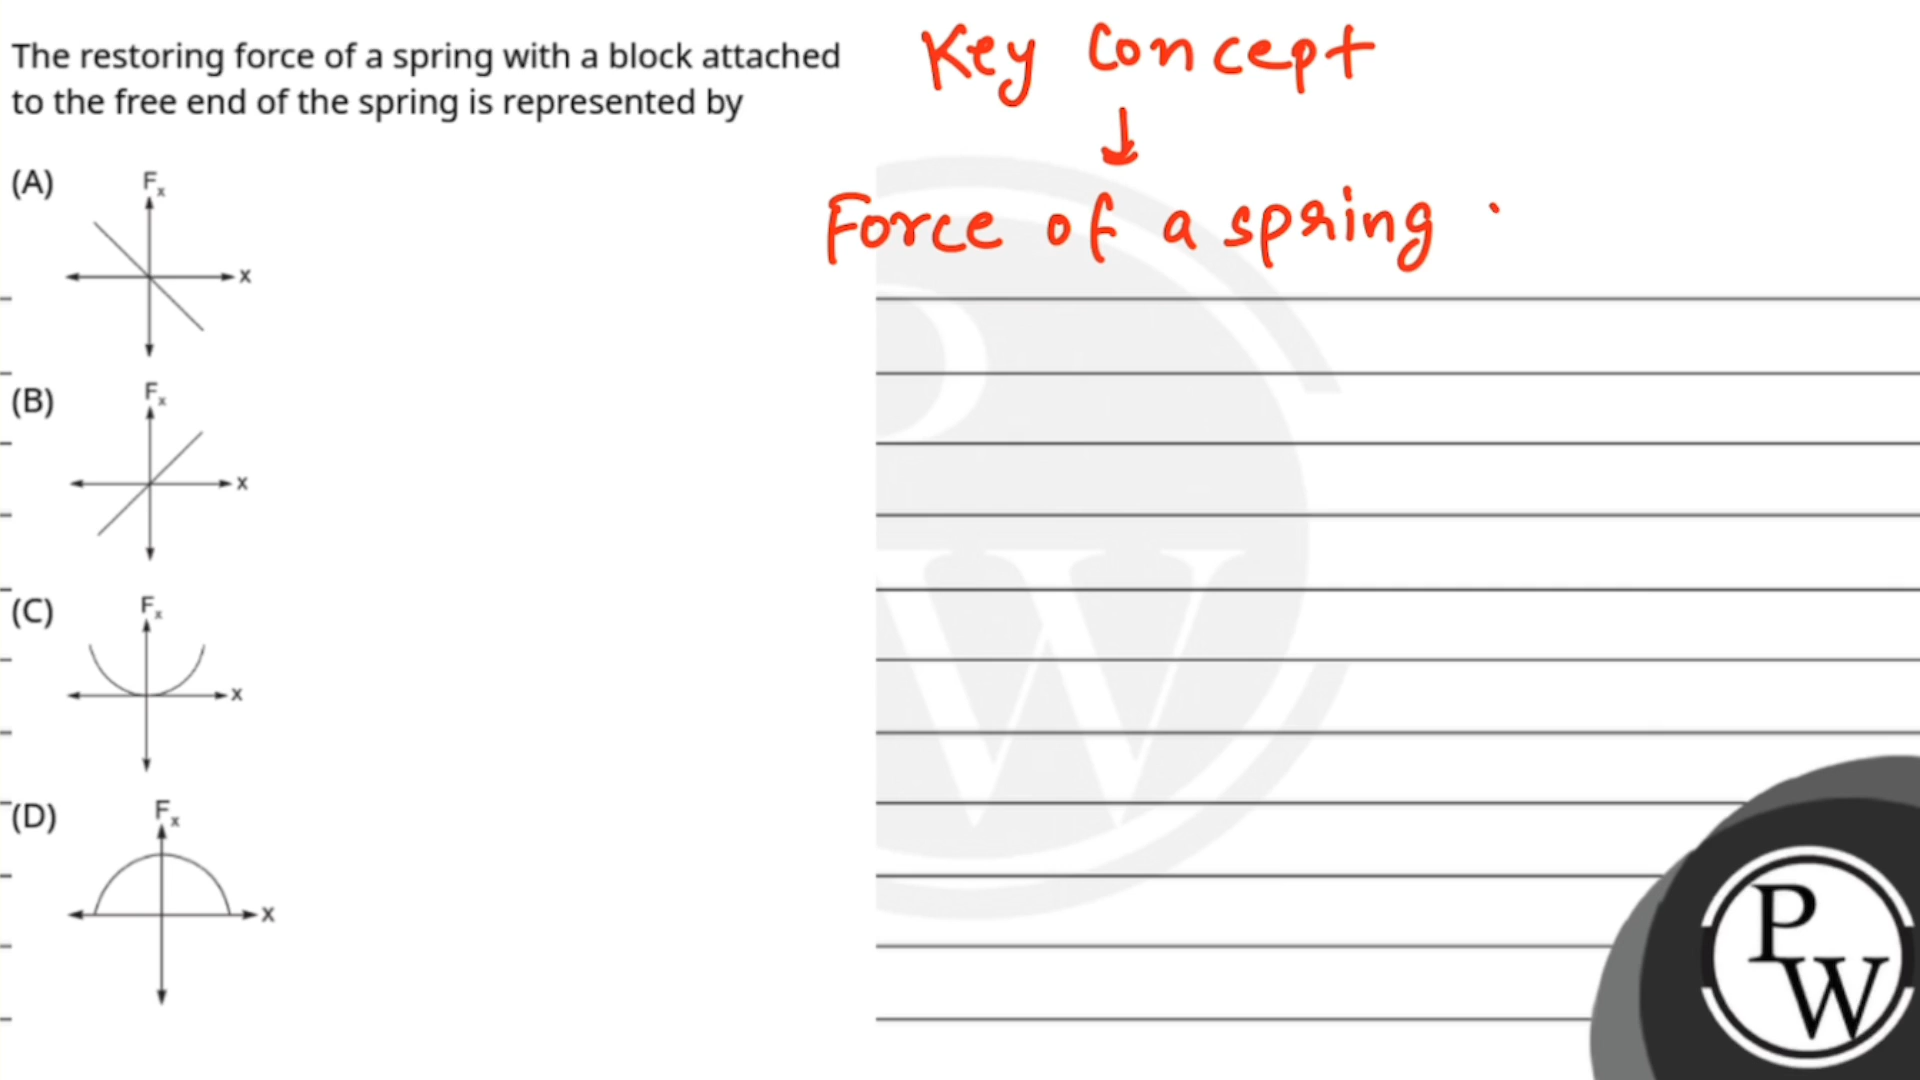 The restoring force of a spring with a block attached
to the free end of the spring is represented by
Key Concept
↓
Force of a spring .
(A)
Fx
x
(B)
Fx
x
(C)
Fx
x
(D)
Fx
x
P
W
P
W